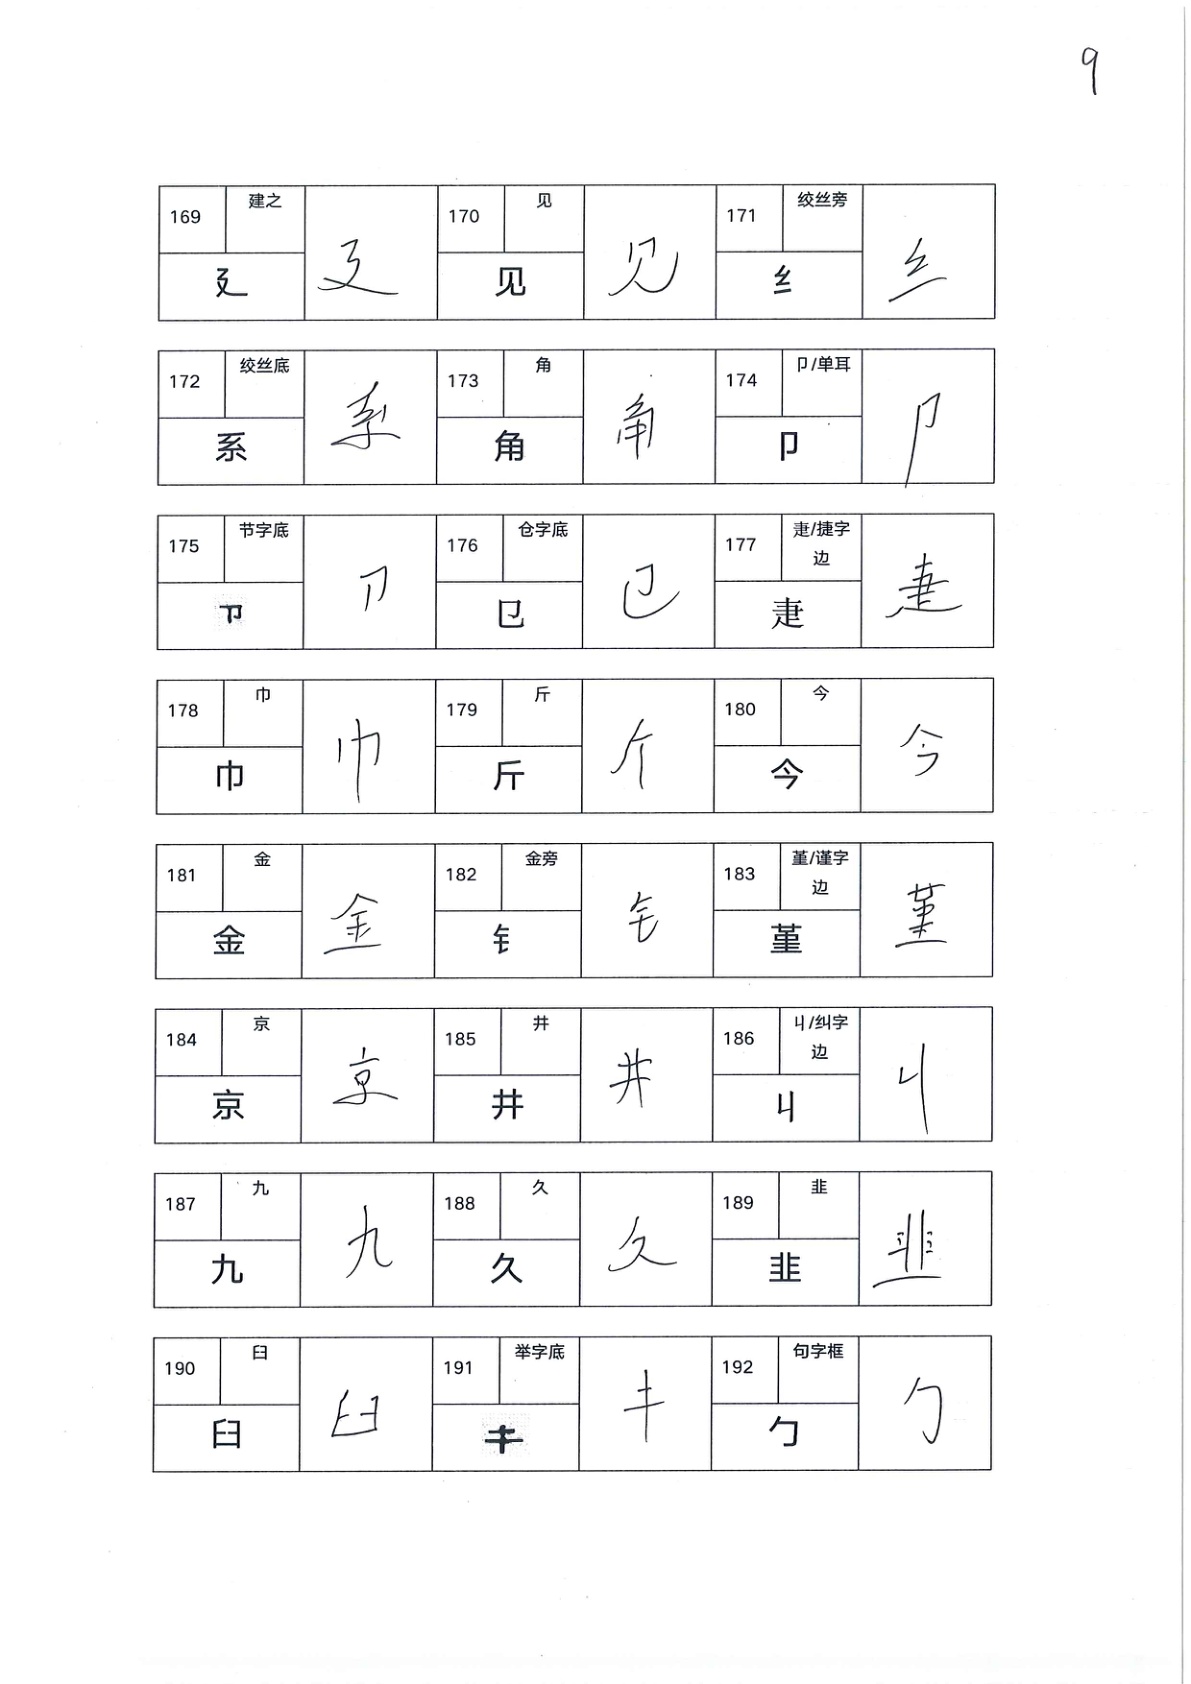 9
169 建之 廴 廴 170 见 见 见 171 绞丝旁 纟 纟
172 绞丝底 系 系 173 角 角 角 174 卩/单耳 卩 卩
175 节字底 卩 卩 176 仓字底 㔾 㔾 177 疌/捷字边 疌 疌
178 巾 巾 巾 179 斤 斤 斤 180 今 今 今
181 金 金 金 182 金旁 钅 钅 183 堇/谨字边 堇 堇
184 京 京 京 185 井 井 井 186 丩/纠字边 丩 丩
187 九 九 九 188 久 久 久 189 韭 韭 韭
190 臼 臼 臼 191 举字底 キ キ 192 句字框 勹 勹